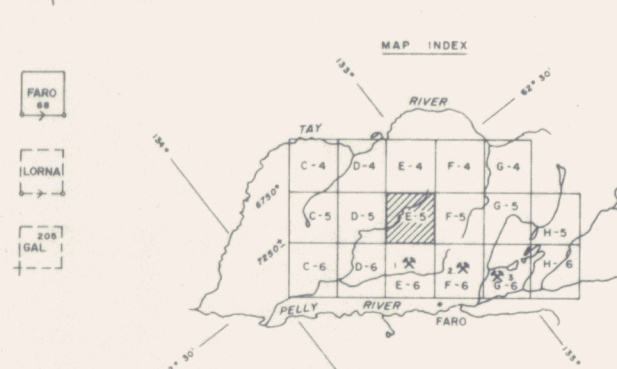 MAP INDEX
133°
62° 30'
RIVER
TAY
134°
FARO
68
LORNA
205
GAL
C-4 D-4 E-4 F-4 G-4
6750°
C-5 D-5 E-5 F-5 G-5 H-5
7250
C-6 D-6 1 E-6 2 F-6 3 G-6 H-6
PELLY RIVER
FARO
30'
133°